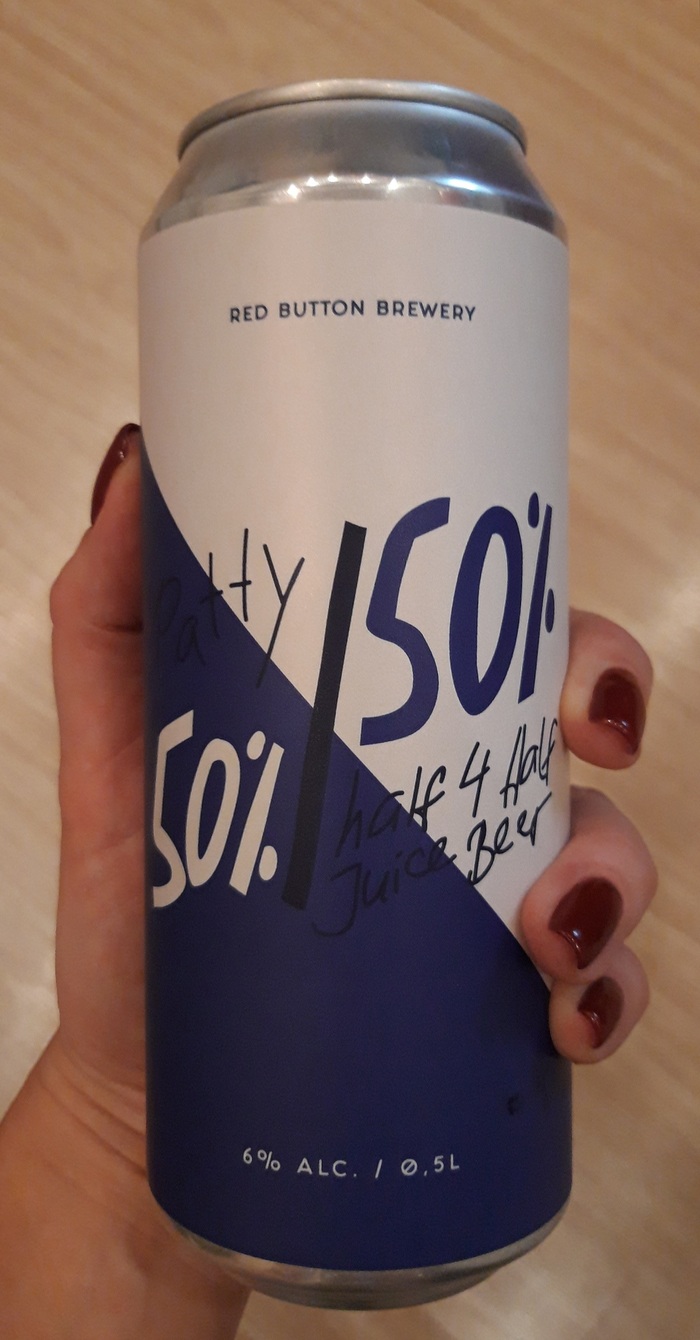 RED BUTTON BREWERY
Patty
50% / 50%
half 4 Half
Juice Beer
6% ALC. / 0,5L